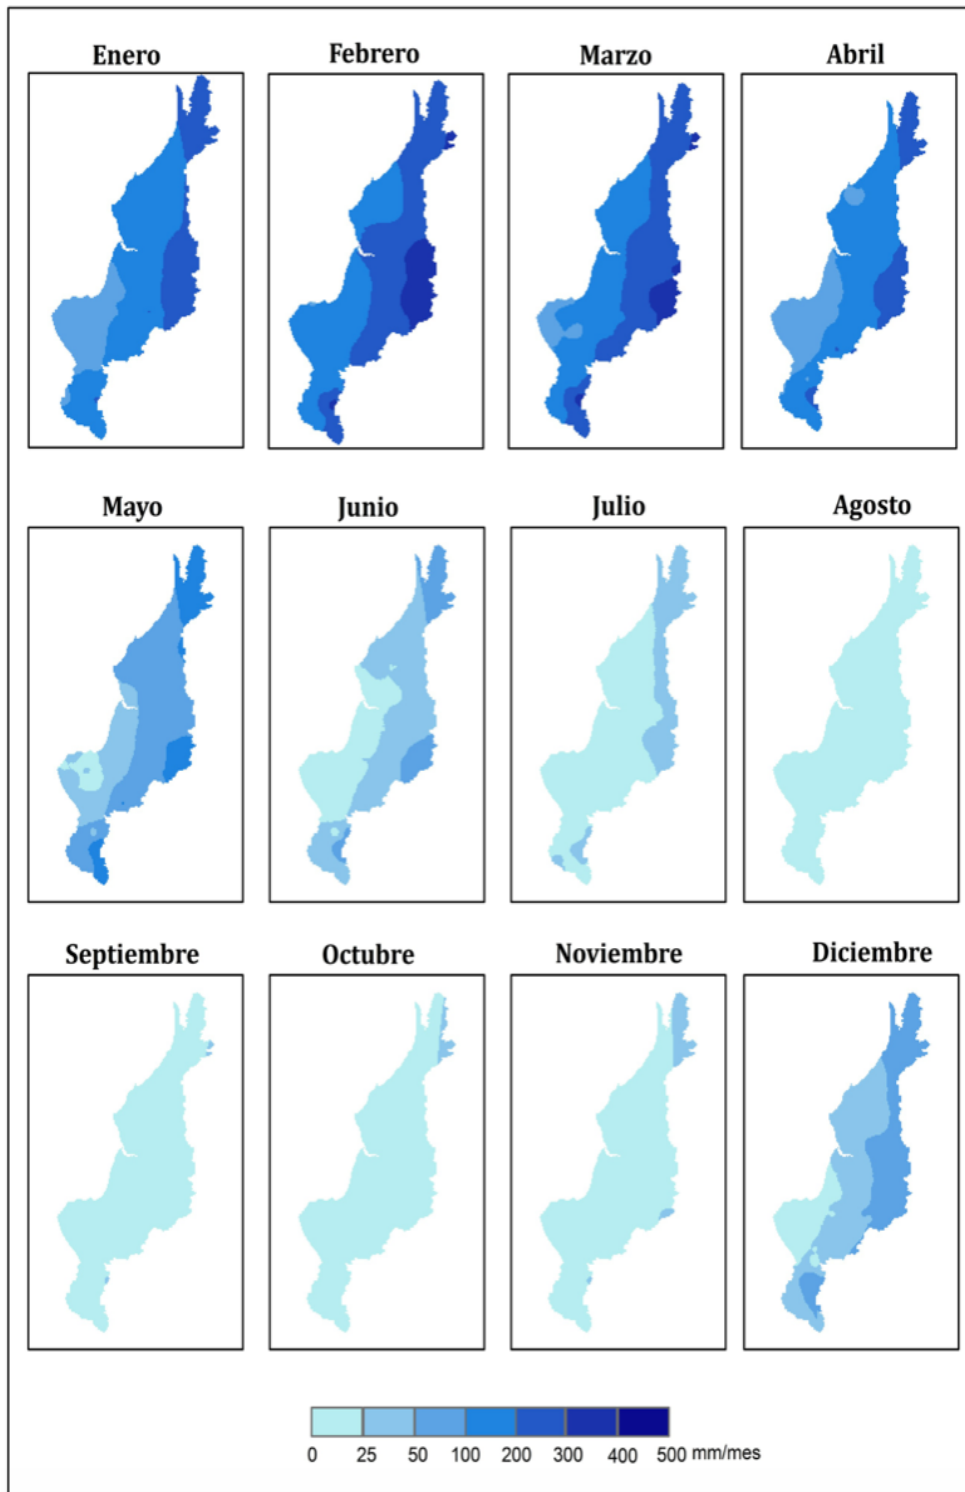 Enero Febrero Marzo Abril
Mayo Junio Julio Agosto
Septiembre Octubre Noviembre Diciembre
0 25 50 100 200 300 400 500 mm/mes